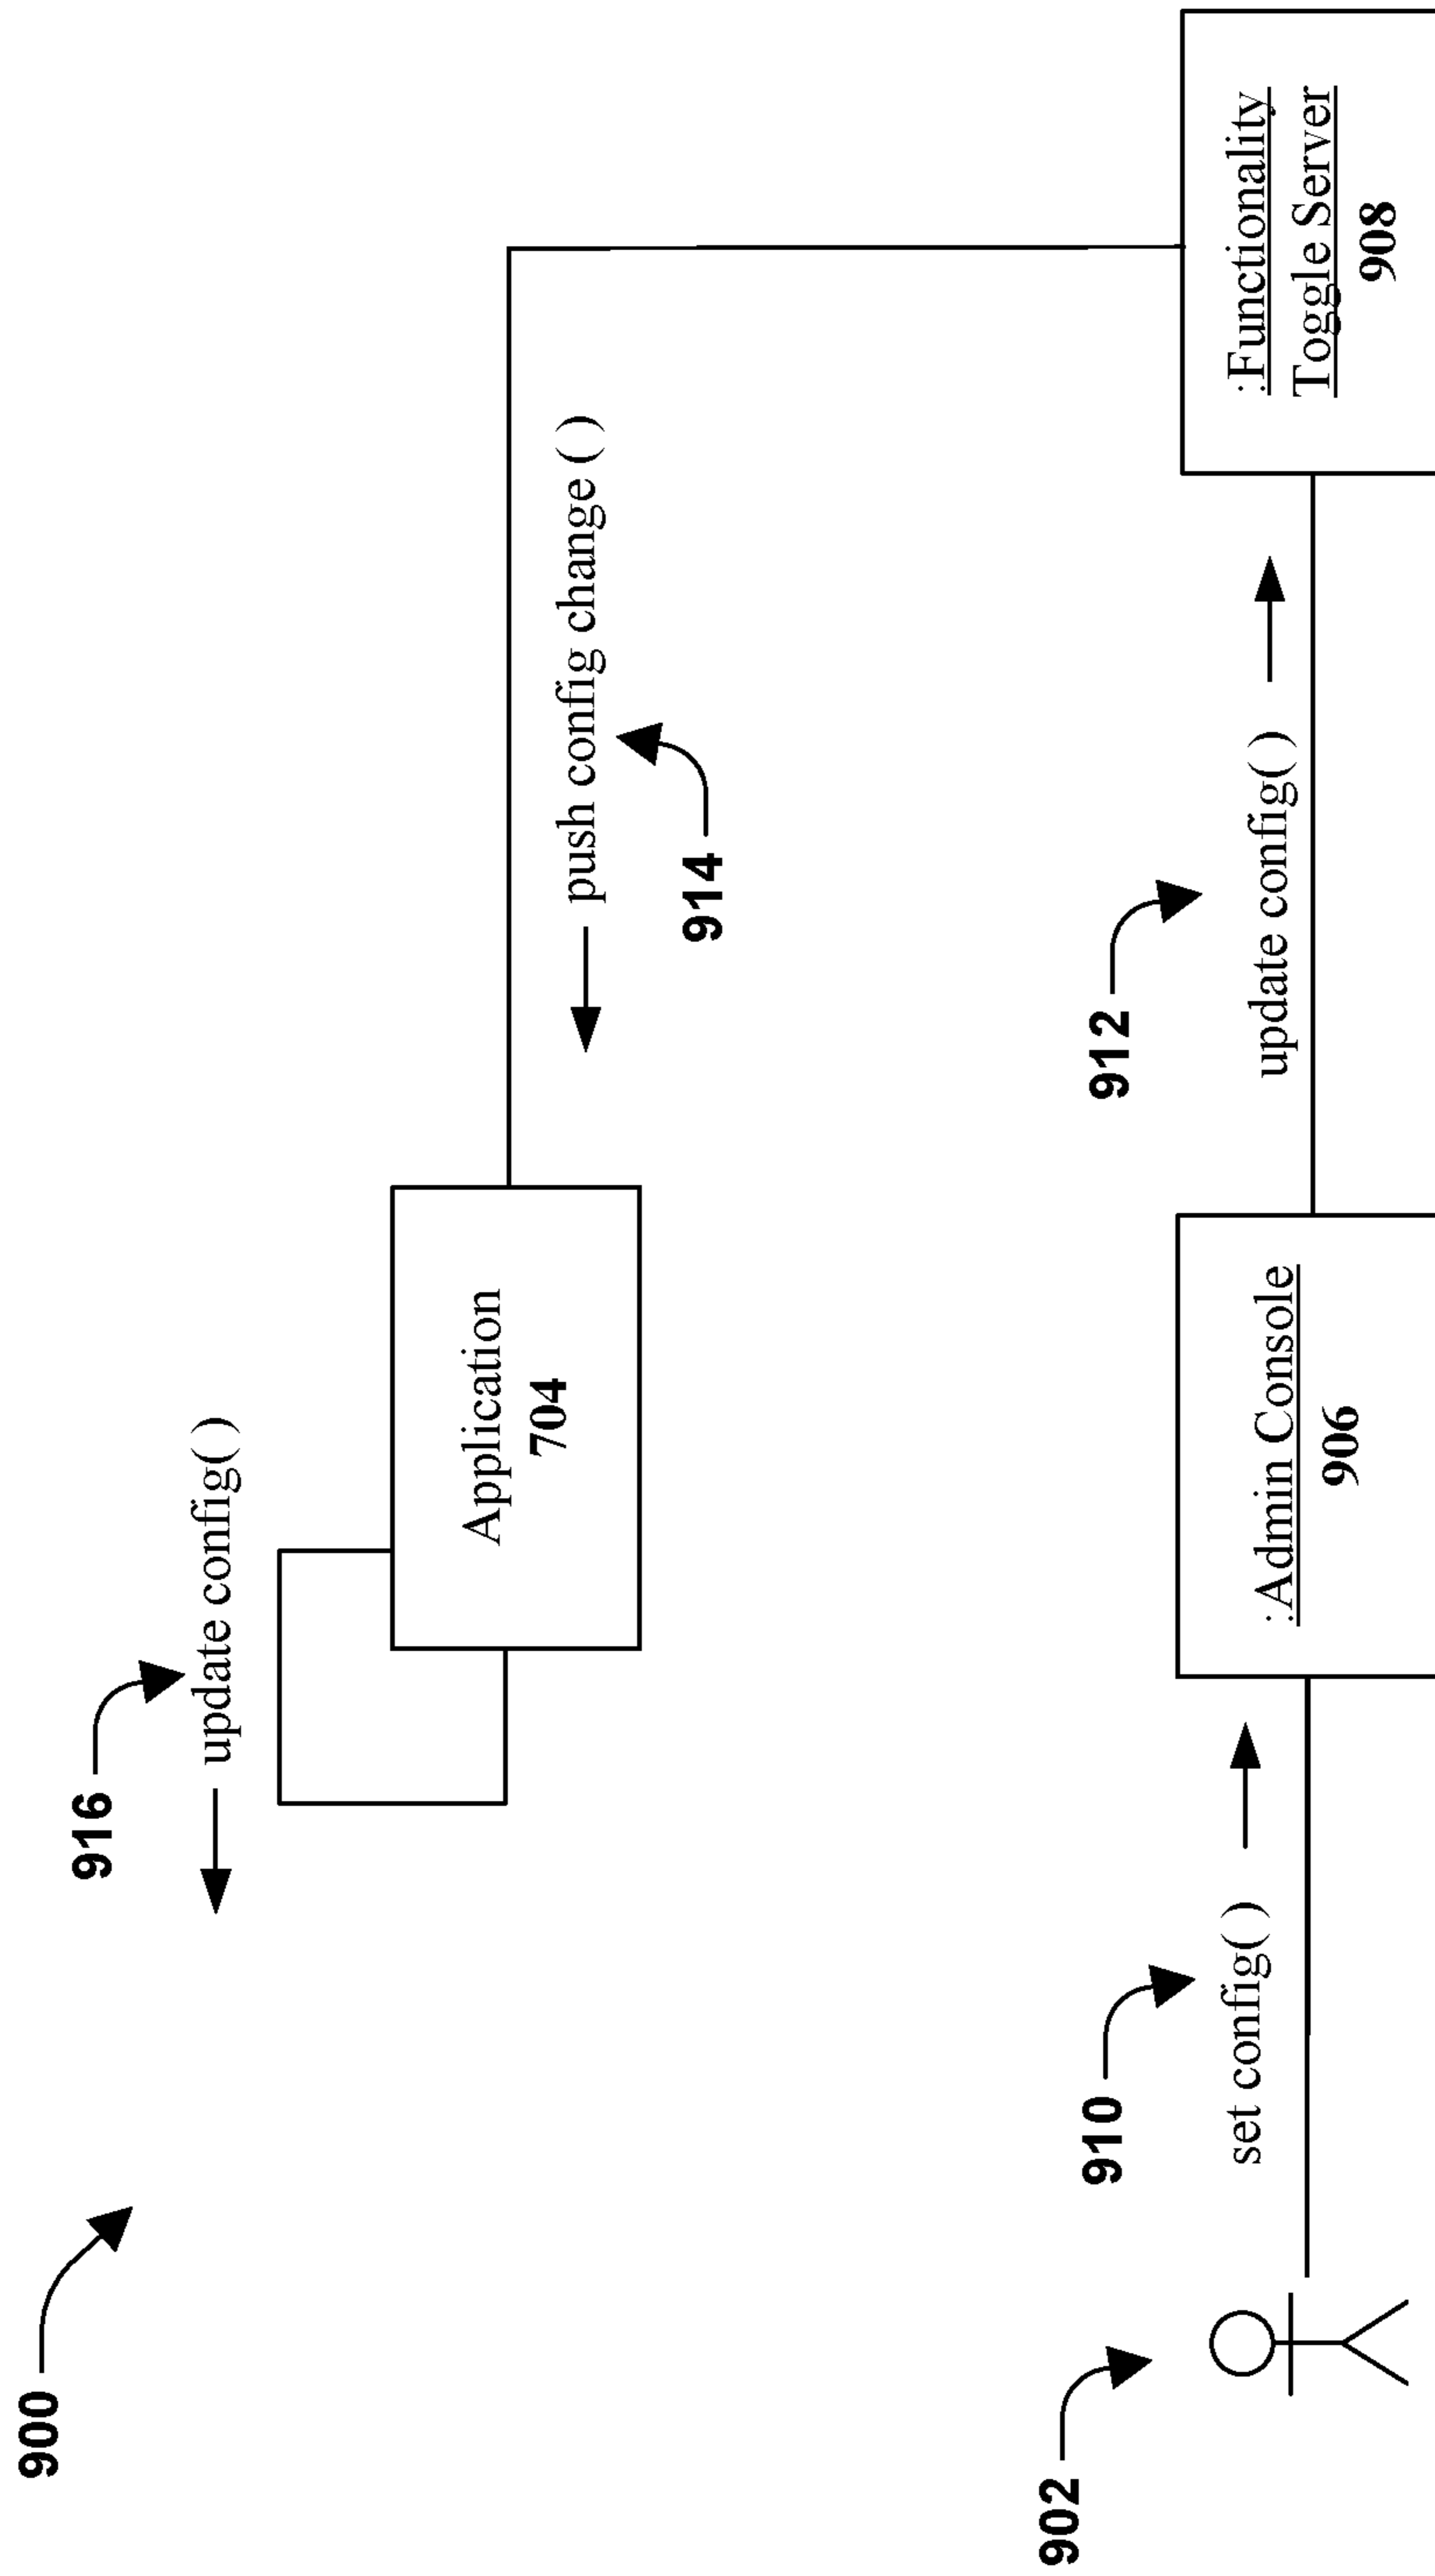 900
916
update config( )
Application
704
push config change ( )
914
902
910
set config( )
:Admin Console
906
912
update config( )
:Functionality
Toggle Server
908